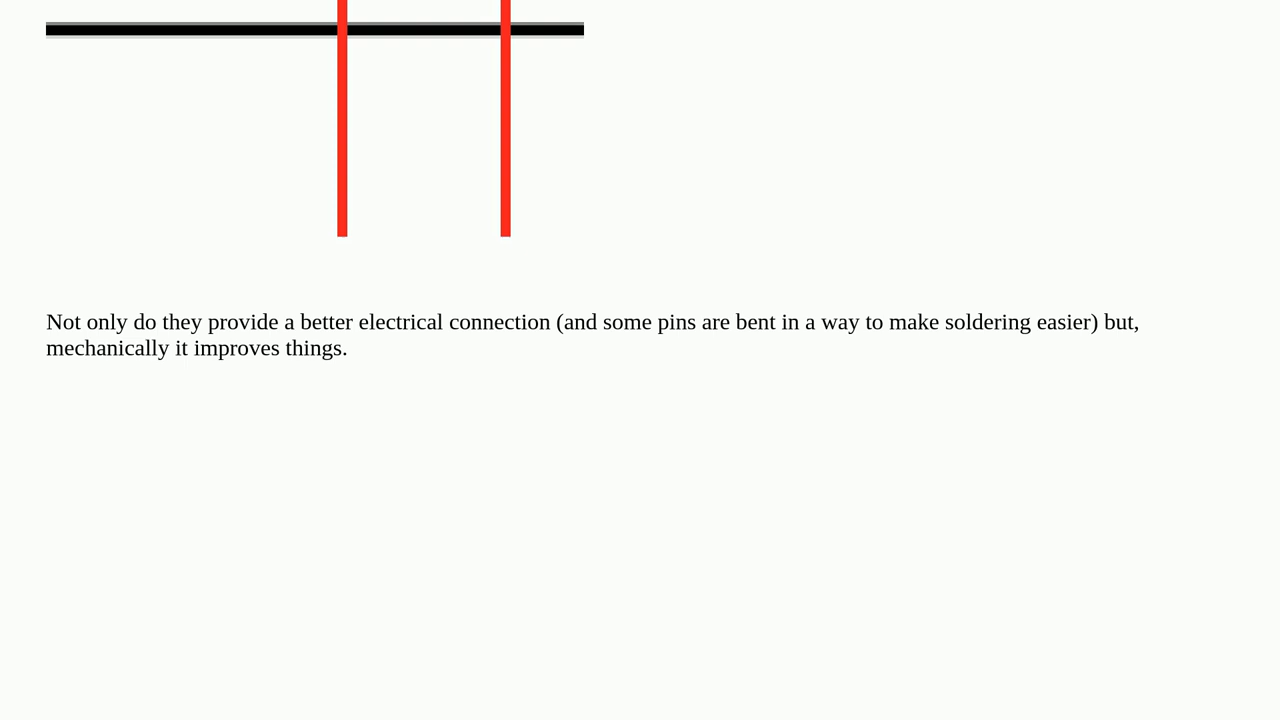 Not only do they provide a better electrical connection (and some pins are bent in a way to make soldering easier) but,
mechanically it improves things.